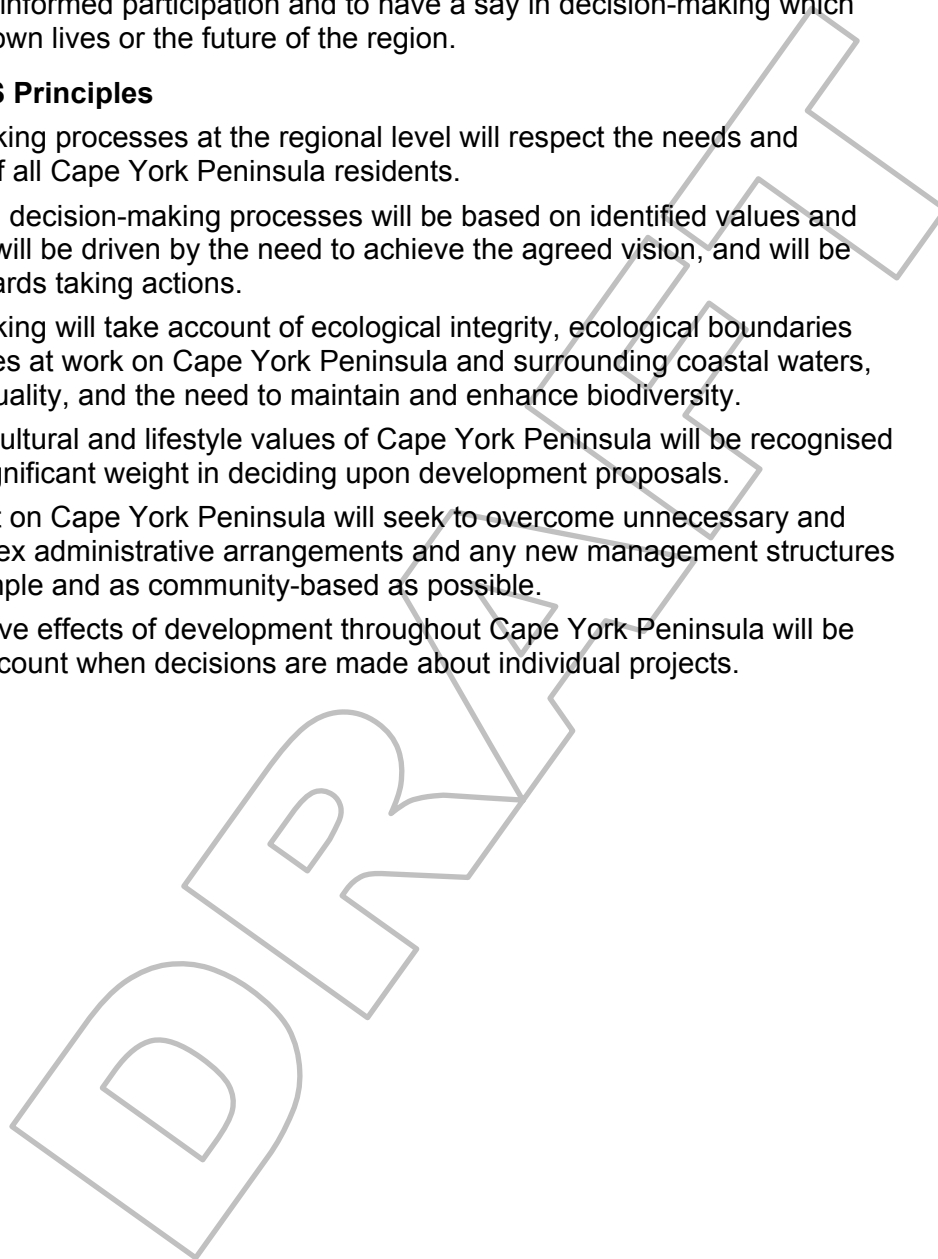 informed participation and to have a say in decision-making which
own lives or the future of the region.
S Principles
king processes at the regional level will respect the needs and
f all Cape York Peninsula residents.
decision-making processes will be based on identified values and
will be driven by the need to achieve the agreed vision, and will be
ards taking actions.
king will take account of ecological integrity, ecological boundaries
es at work on Cape York Peninsula and surrounding coastal waters,
uality, and the need to maintain and enhance biodiversity.
ultural and lifestyle values of Cape York Peninsula will be recognised
gnificant weight in deciding upon development proposals.
t on Cape York Peninsula will seek to overcome unnecessary and
ex administrative arrangements and any new management structures
ple and as community-based as possible.
ve effects of development throughout Cape York Peninsula will be
count when decisions are made about individual projects.
DRAFT